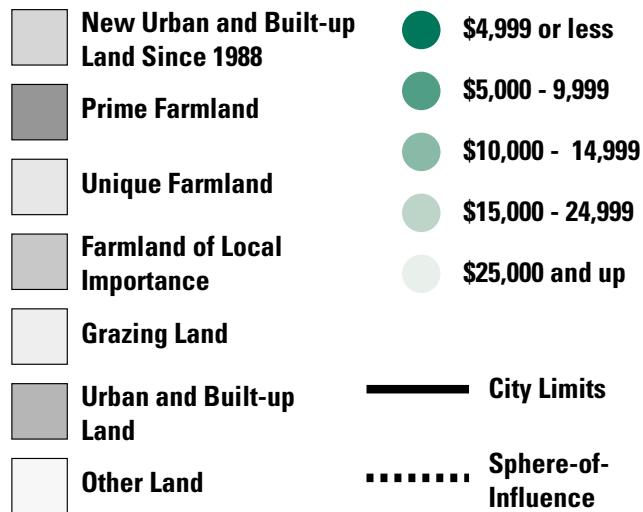 New Urban and Built-up
Land Since 1988
Prime Farmland
Unique Farmland
Farmland of Local
Importance
Grazing Land
Urban and Built-up
Land
Other Land
$4,999 or less
$5,000 - 9,999
$10,000 -  14,999
$15,000 - 24,999
$25,000 and up
City Limits
Sphere-of-
Influence